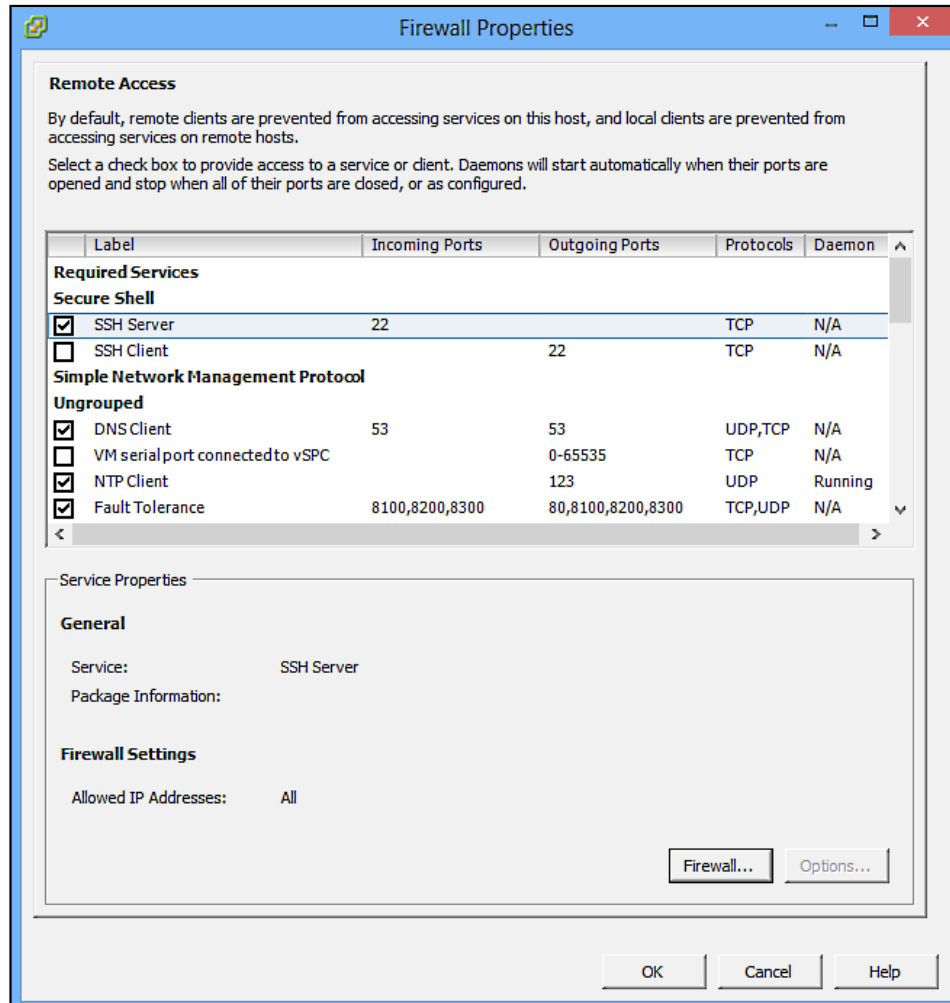 Firewall Properties
Remote Access
By default, remote clients are prevented from accessing services on this host, and local clients are prevented from
accessing services on remote hosts.
Select a check box to provide access to a service or client. Daemons will start automatically when their ports are
opened and stop when all of their ports are closed, or as configured.
Label Incoming Ports Outgoing Ports Protocols Daemon
Required Services
Secure Shell
SSH Server 22 TCP N/A
SSH Client 22 TCP N/A
Simple Network Management Protocol
Ungrouped
DNS Client 53 53 UDP,TCP N/A
VM serial port connected to vSPC 0-65535 TCP N/A
NTP Client 123 UDP Running
Fault Tolerance 8100,8200,8300 80,8100,8200,8300 TCP,UDP N/A
Service Properties
General
Service: SSH Server
Package Information:
Firewall Settings
Allowed IP Addresses: All
Firewall... Options...
OK Cancel Help